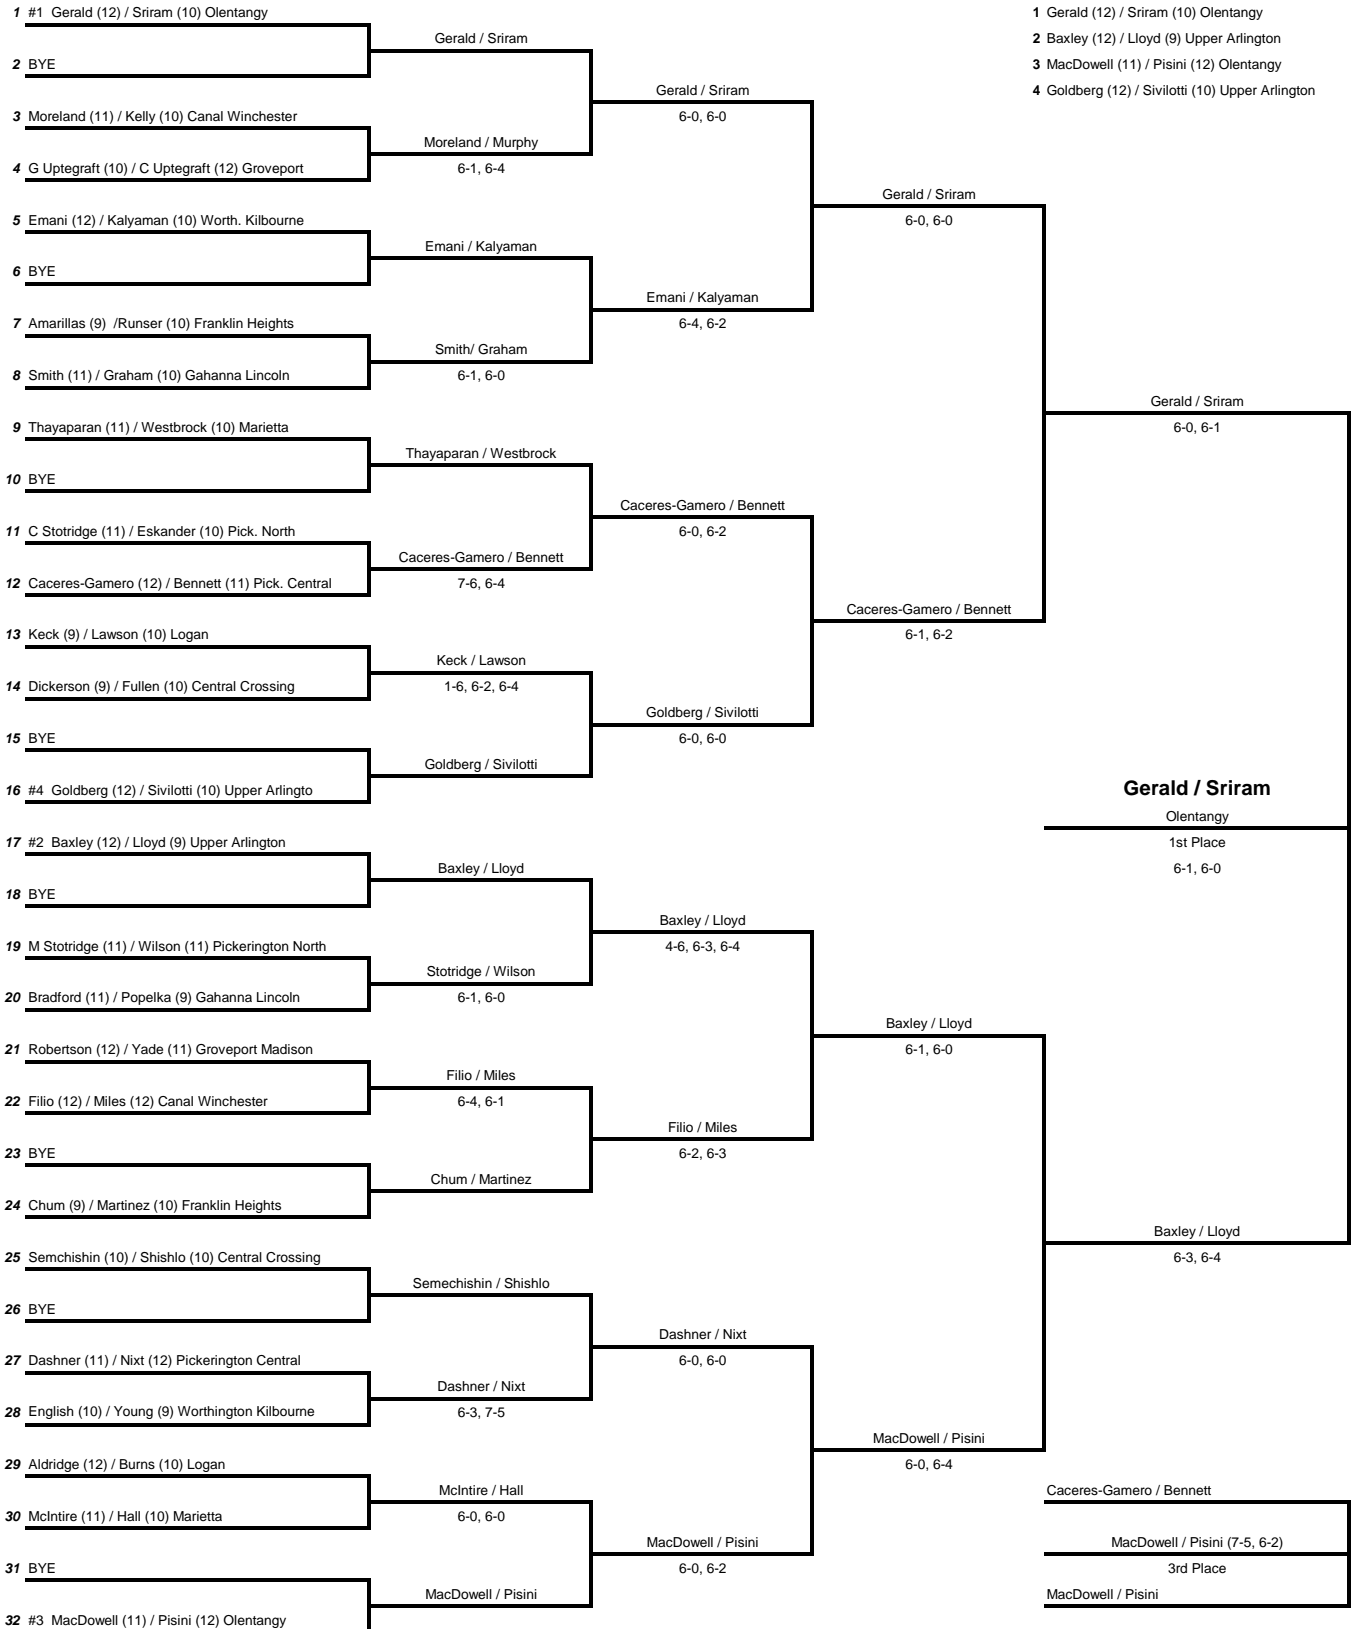 1 #1 Gerald (12) / Sriram (10) Olentangy
2 BYE
3 Moreland (11) / Kelly (10) Canal Winchester
4 G Uptegraft (10) / C Uptegraft (12) Groveport
5 Emani (12) / Kalyaman (10) Worth. Kilbourne
6 BYE
7 Amarillas (9) /Runser (10) Franklin Heights
8 Smith (11) / Graham (10) Gahanna Lincoln
9 Thayaparan (11) / Westbrock (10) Marietta
10 BYE
11 C Stotridge (11) / Eskander (10) Pick. North
12 Caceres-Gamero (12) / Bennett (11) Pick. Central
13 Keck (9) / Lawson (10) Logan
14 Dickerson (9) / Fullen (10) Central Crossing
15 BYE
16 #4 Goldberg (12) / Sivilotti (10) Upper Arlingto
17 #2 Baxley (12) / Lloyd (9) Upper Arlington
18 BYE
19 M Stotridge (11) / Wilson (11) Pickerington North
20 Bradford (11) / Popelka (9) Gahanna Lincoln
21 Robertson (12) / Yade (11) Groveport Madison
22 Filio (12) / Miles (12) Canal Winchester
23 BYE
24 Chum (9) / Martinez (10) Franklin Heights
25 Semchishin (10) / Shishlo (10) Central Crossing
26 BYE
27 Dashner (11) / Nixt (12) Pickerington Central
28 English (10) / Young (9) Worthington Kilbourne
29 Aldridge (12) / Burns (10) Logan
30 McIntire (11) / Hall (10) Marietta
31 BYE
32 #3 MacDowell (11) / Pisini (12) Olentangy
Gerald / Sriram
Moreland / Murphy
6-1, 6-4
Emani / Kalyaman
Smith/ Graham
6-1, 6-0
Thayaparan / Westbrock
Caceres-Gamero / Bennett
7-6, 6-4
Keck / Lawson
1-6, 6-2, 6-4
Goldberg / Sivilotti
Baxley / Lloyd
Stotridge / Wilson
6-1, 6-0
Filio / Miles
6-4, 6-1
Chum / Martinez
Semechishin / Shishlo
Dashner / Nixt
6-3, 7-5
McIntire / Hall
6-0, 6-0
MacDowell / Pisini
Gerald / Sriram
6-0, 6-0
Emani / Kalyaman
6-4, 6-2
Caceres-Gamero / Bennett
6-0, 6-2
Goldberg / Sivilotti
6-0, 6-0
Baxley / Lloyd
4-6, 6-3, 6-4
Filio / Miles
6-2, 6-3
Dashner / Nixt
6-0, 6-0
MacDowell / Pisini
6-0, 6-2
Gerald / Sriram
6-0, 6-0
Caceres-Gamero / Bennett
6-1, 6-2
Baxley / Lloyd
6-1, 6-0
MacDowell / Pisini
6-0, 6-4
1 Gerald (12) / Sriram (10) Olentangy
2 Baxley (12) / Lloyd (9) Upper Arlington
3 MacDowell (11) / Pisini (12) Olentangy
4 Goldberg (12) / Sivilotti (10) Upper Arlington
Gerald / Sriram
6-0, 6-1
Gerald / Sriram
Olentangy
1st Place
6-1, 6-0
Baxley / Lloyd
6-3, 6-4
Caceres-Gamero / Bennett
MacDowell / Pisini (7-5, 6-2)
3rd Place
MacDowell / Pisini